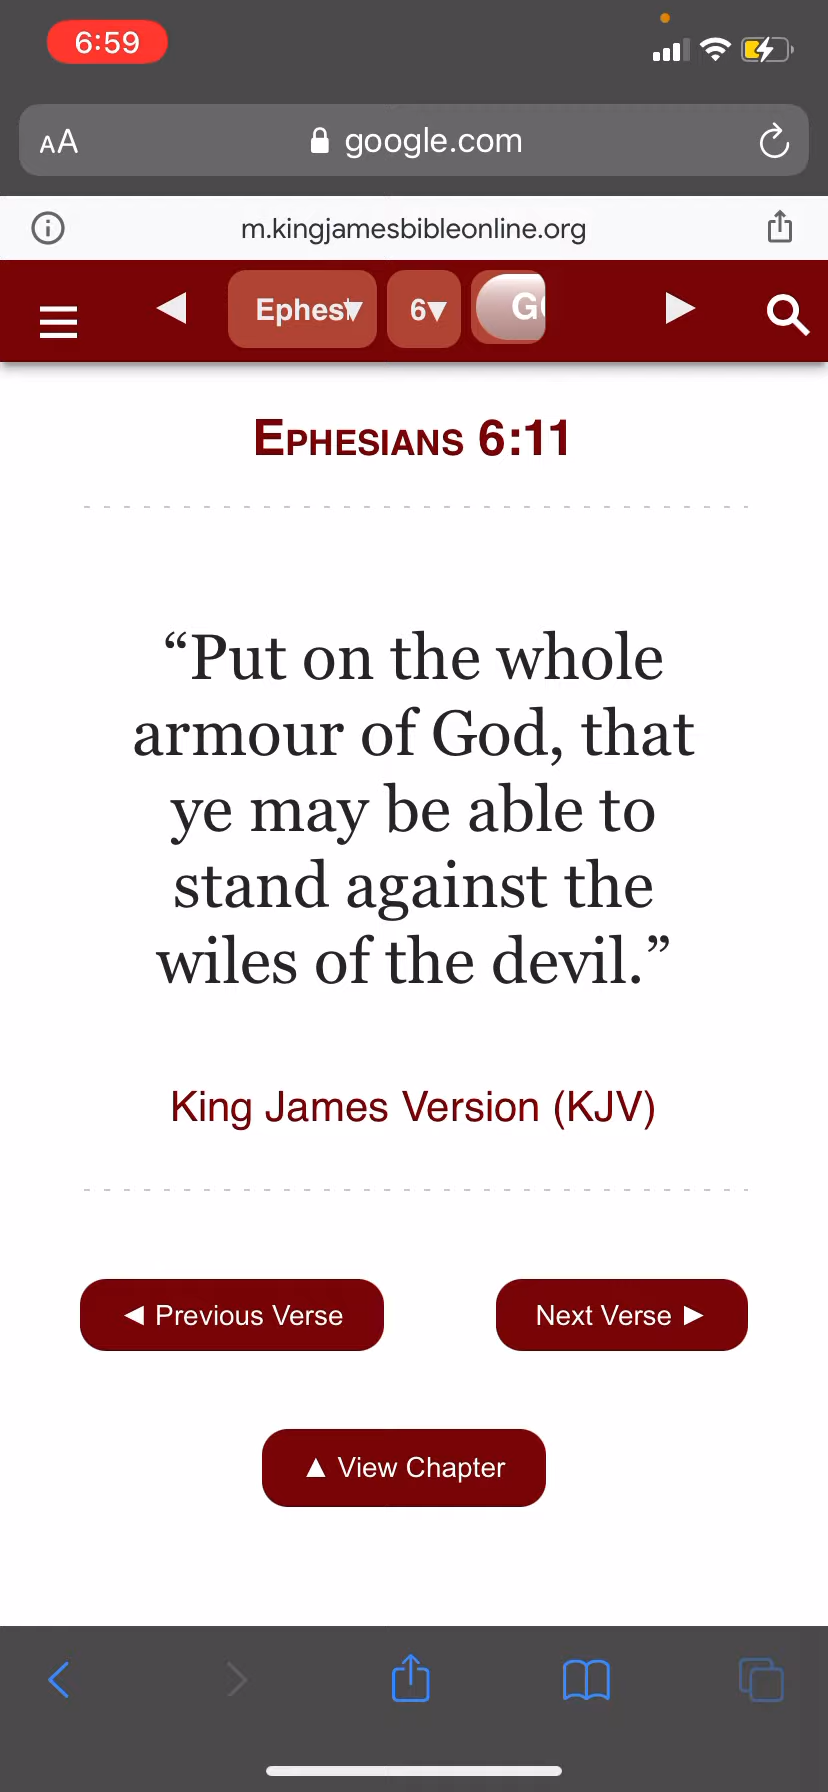 6:59
AA google.com
m.kingjamesbibleonline.org
Ephes 6
EPHESIANS 6:11
“Put on the whole
armour of God, that
ye may be able to
stand against the
wiles of the devil.”
King James Version (KJV)
◀ Previous Verse
Next Verse ▶
▲ View Chapter